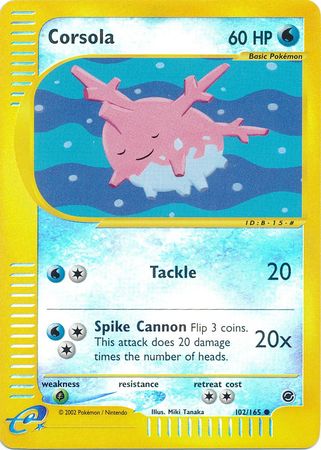 Corsola 60 HP
Basic Pokémon
ID:B-15-#
Tackle 20
Spike Cannon Flip 3 coins. 20x
This attack does 20 damage
times the number of heads.
weakness resistance retreat cost
e
© 2002 Pokémon / Nintendo Illus. Miki Tanaka 102/165 ●